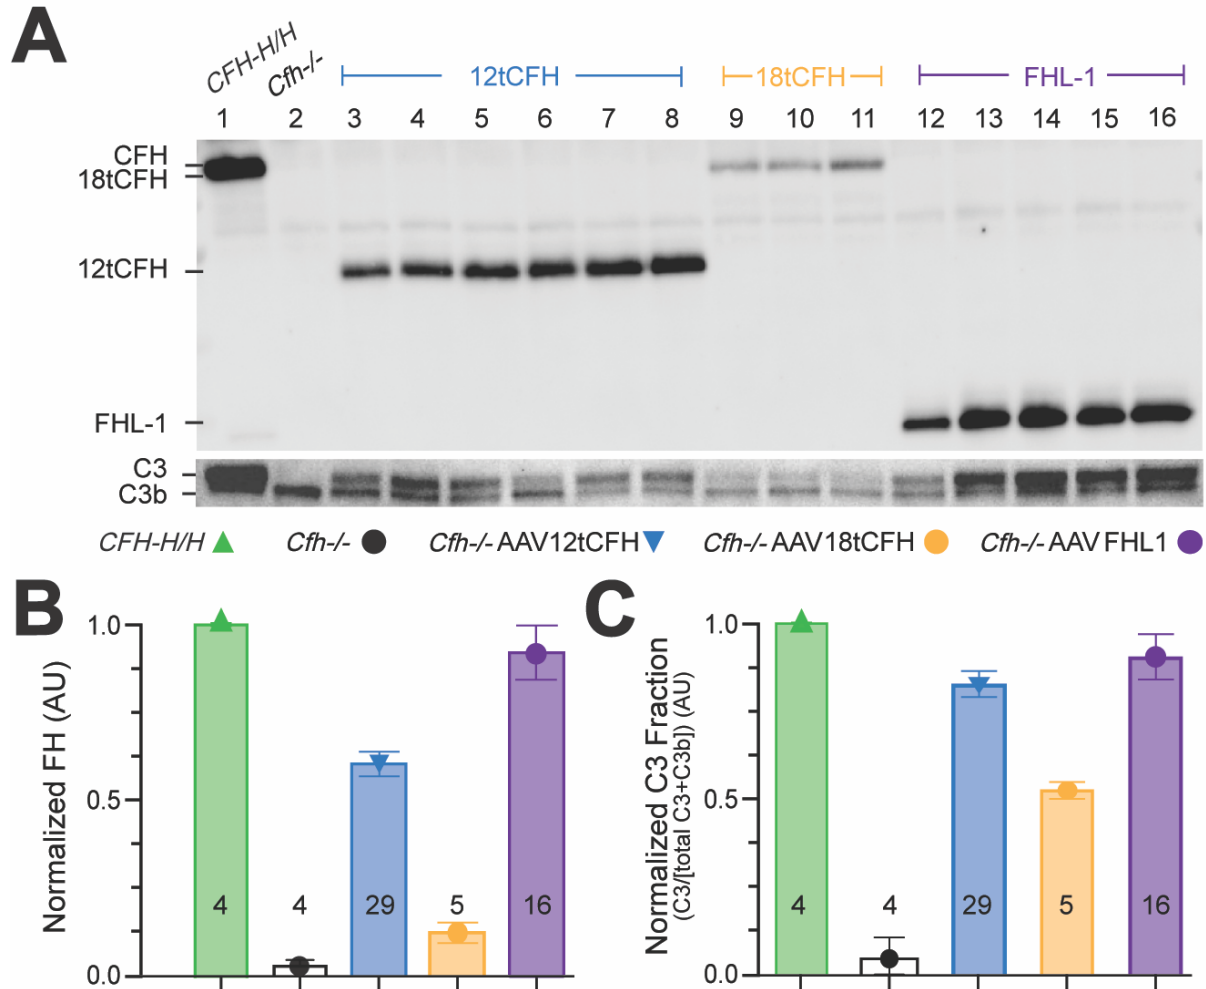 A
CFH-H/H
Cfh-/-
12tCFH
18tCFH
FHL-1
1 2 3 4 5 6 7 8 9 10 11 12 13 14 15 16
CFH
18tCFH
12tCFH
FHL-1
C3
C3b
CFH-H/H Cfh-/- Cfh-/- AAV12tCFH Cfh-/- AAV18tCFH Cfh-/- AAV FHL1
B
Normalized FH (AU)
1.0
0.5
0.0
4 4 29 5 16
C
Normalized C3 Fraction
(C3/[total C3+C3b]) (AU)
1.0
0.5
0.0
4 4 29 5 16